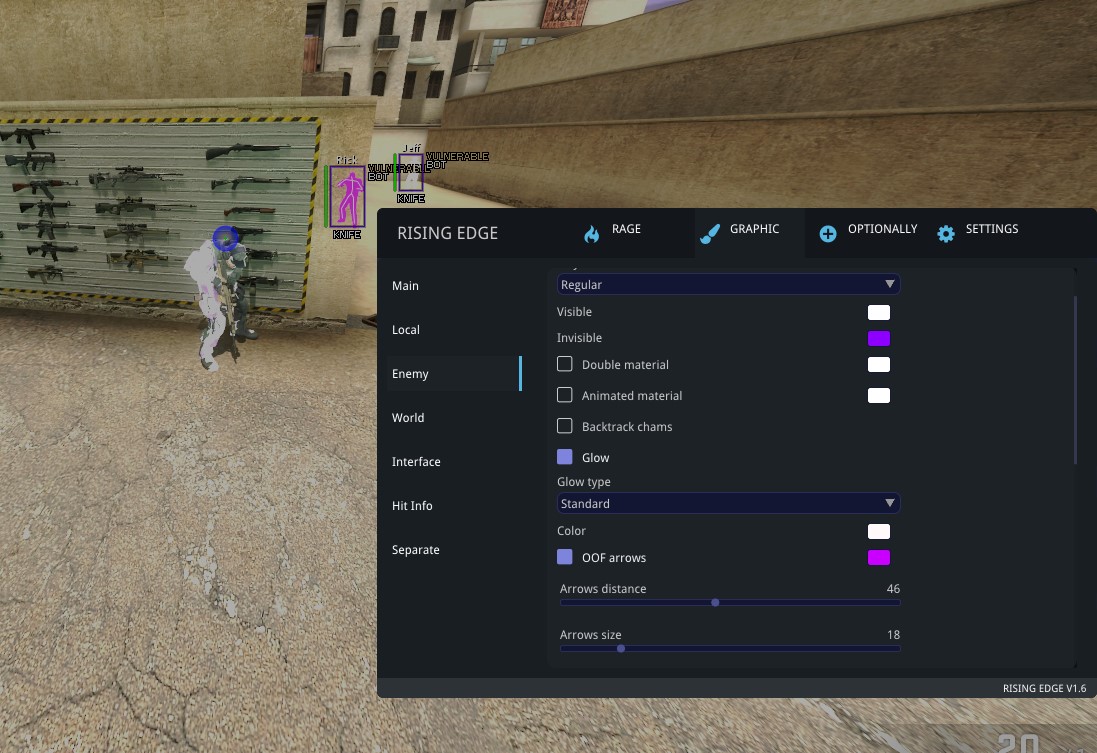 Rick
VULNERABLE
BOT
KNIFE
Jeff
VULNERABLE
BOT
KNIFE
RISING EDGE
RAGE
GRAPHIC
OPTIONALLY
SETTINGS
Main
Local
Enemy
World
Interface
Hit Info
Separate
Regular
Visible
Invisible
Double material
Animated material
Backtrack chams
Glow
Glow type
Standard
Color
OOF arrows
Arrows distance 46
Arrows size 18
RISING EDGE V1.6
20